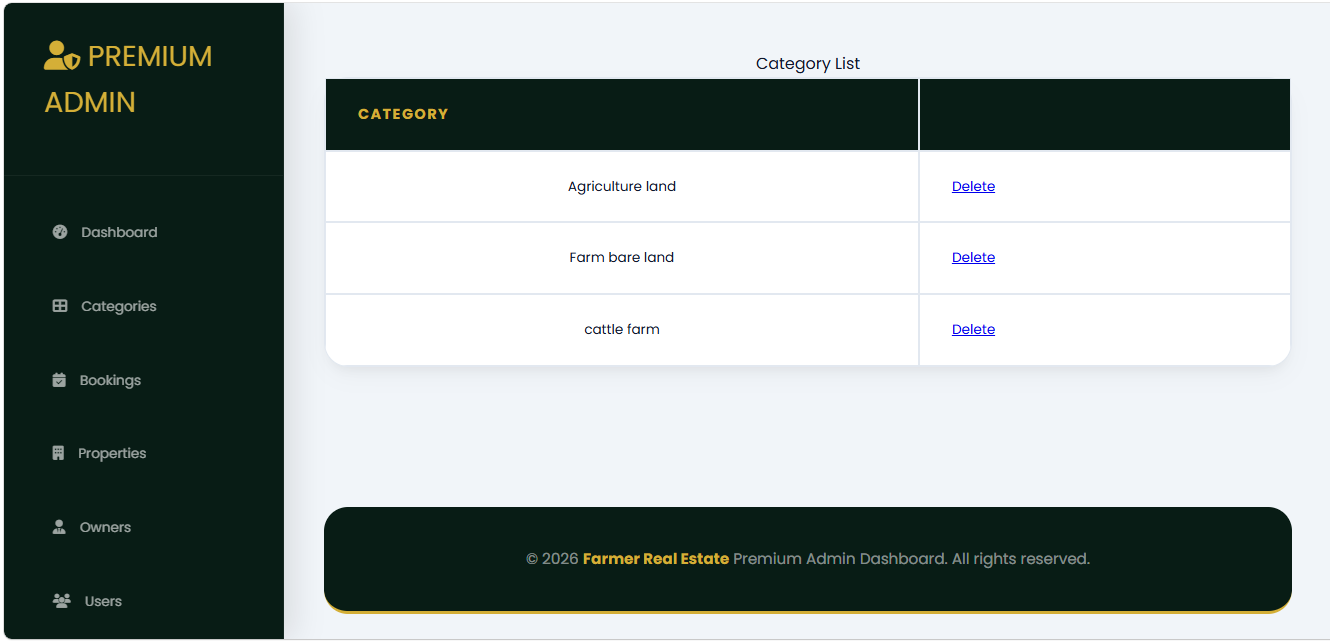 PREMIUM
ADMIN
Dashboard
Categories
Bookings
Properties
Owners
Users
Category List
CATEGORY
Agriculture land Delete
Farm bare land Delete
cattle farm Delete
© 2026 Farmer Real Estate Premium Admin Dashboard. All rights reserved.